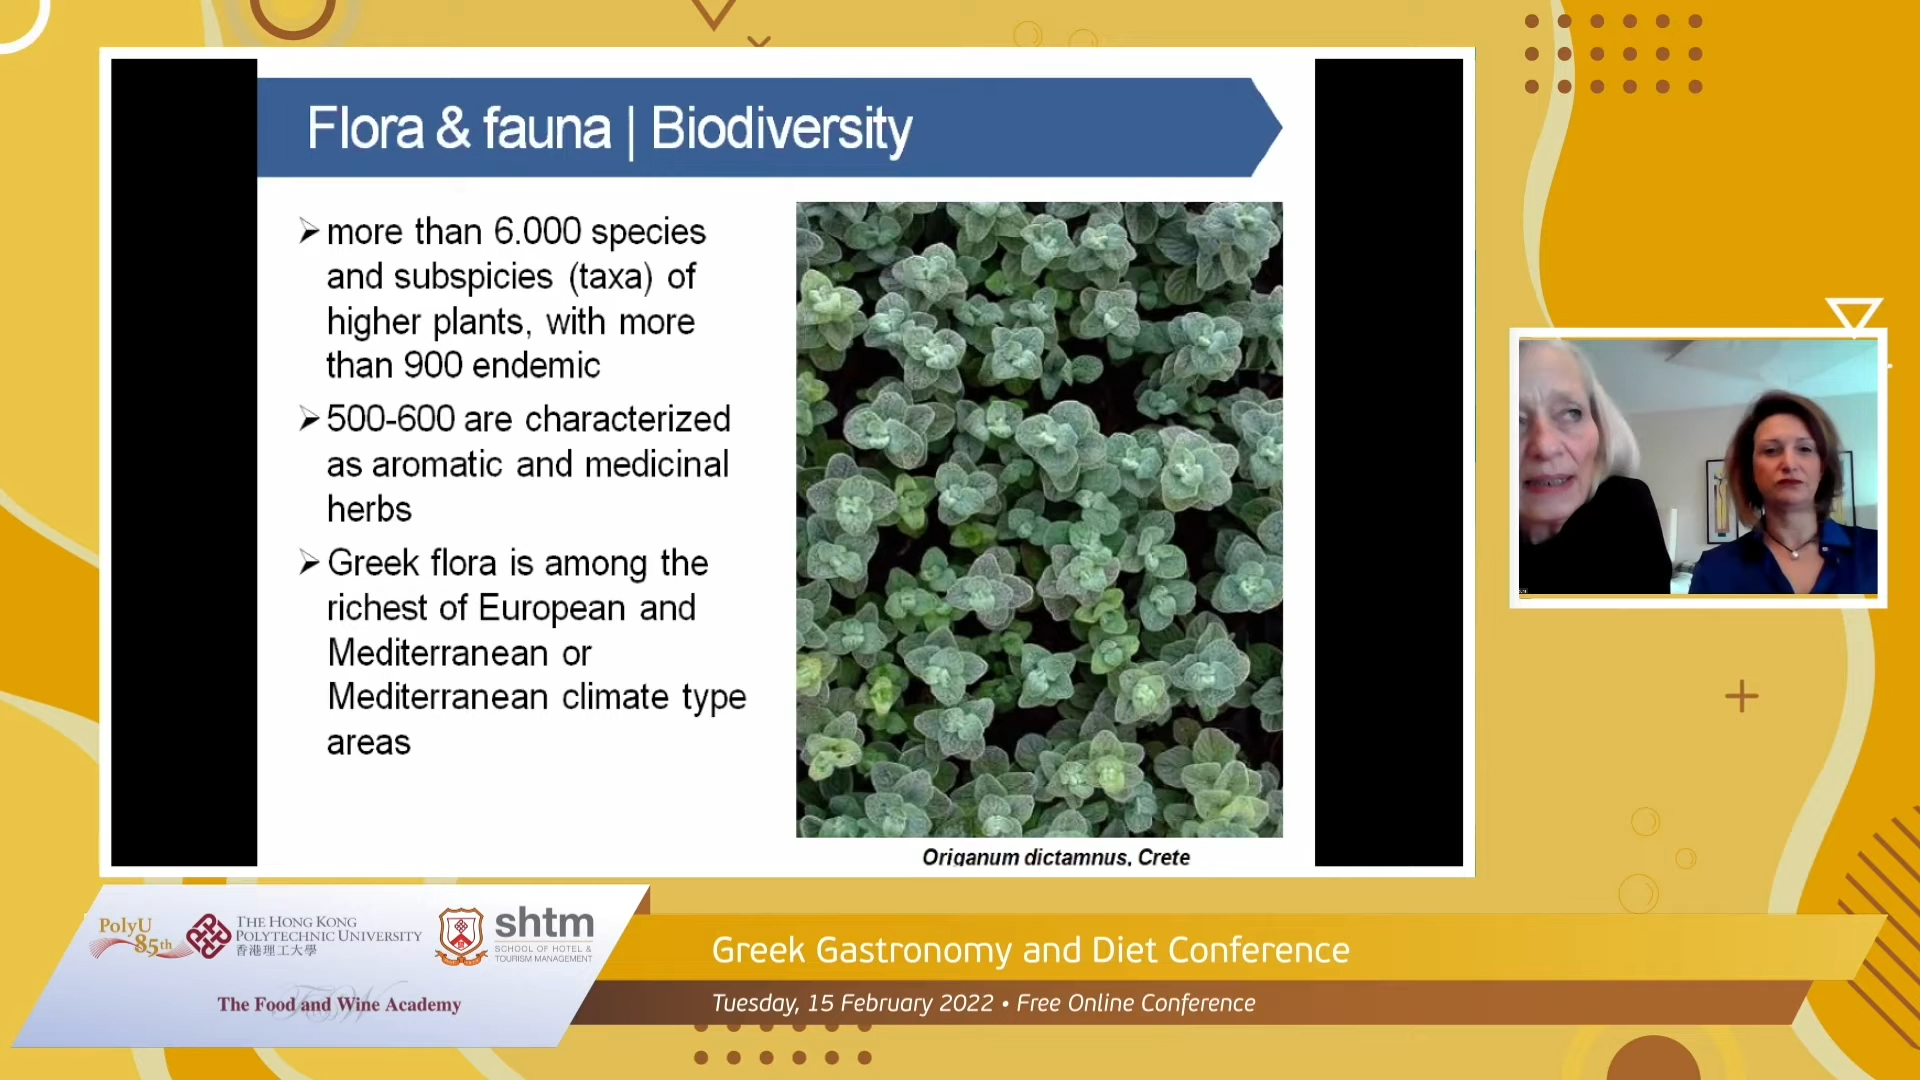 Flora & fauna | Biodiversity
more than 6.000 species
and subspicies (taxa) of
higher plants, with more
than 900 endemic
500-600 are characterized
as aromatic and medicinal
herbs
Greek flora is among the
richest of European and
Mediterranean or
Mediterranean climate type
areas
Origanum dictamnus, Crete
PolyU
85th
THE HONG KONG
POLYTECHNIC UNIVERSITY
香港理工大學
shtm
SCHOOL OF HOTEL &
TOURISM MANAGEMENT
The Food and Wine Academy
Greek Gastronomy and Diet Conference
Tuesday, 15 February 2022 • Free Online Conference